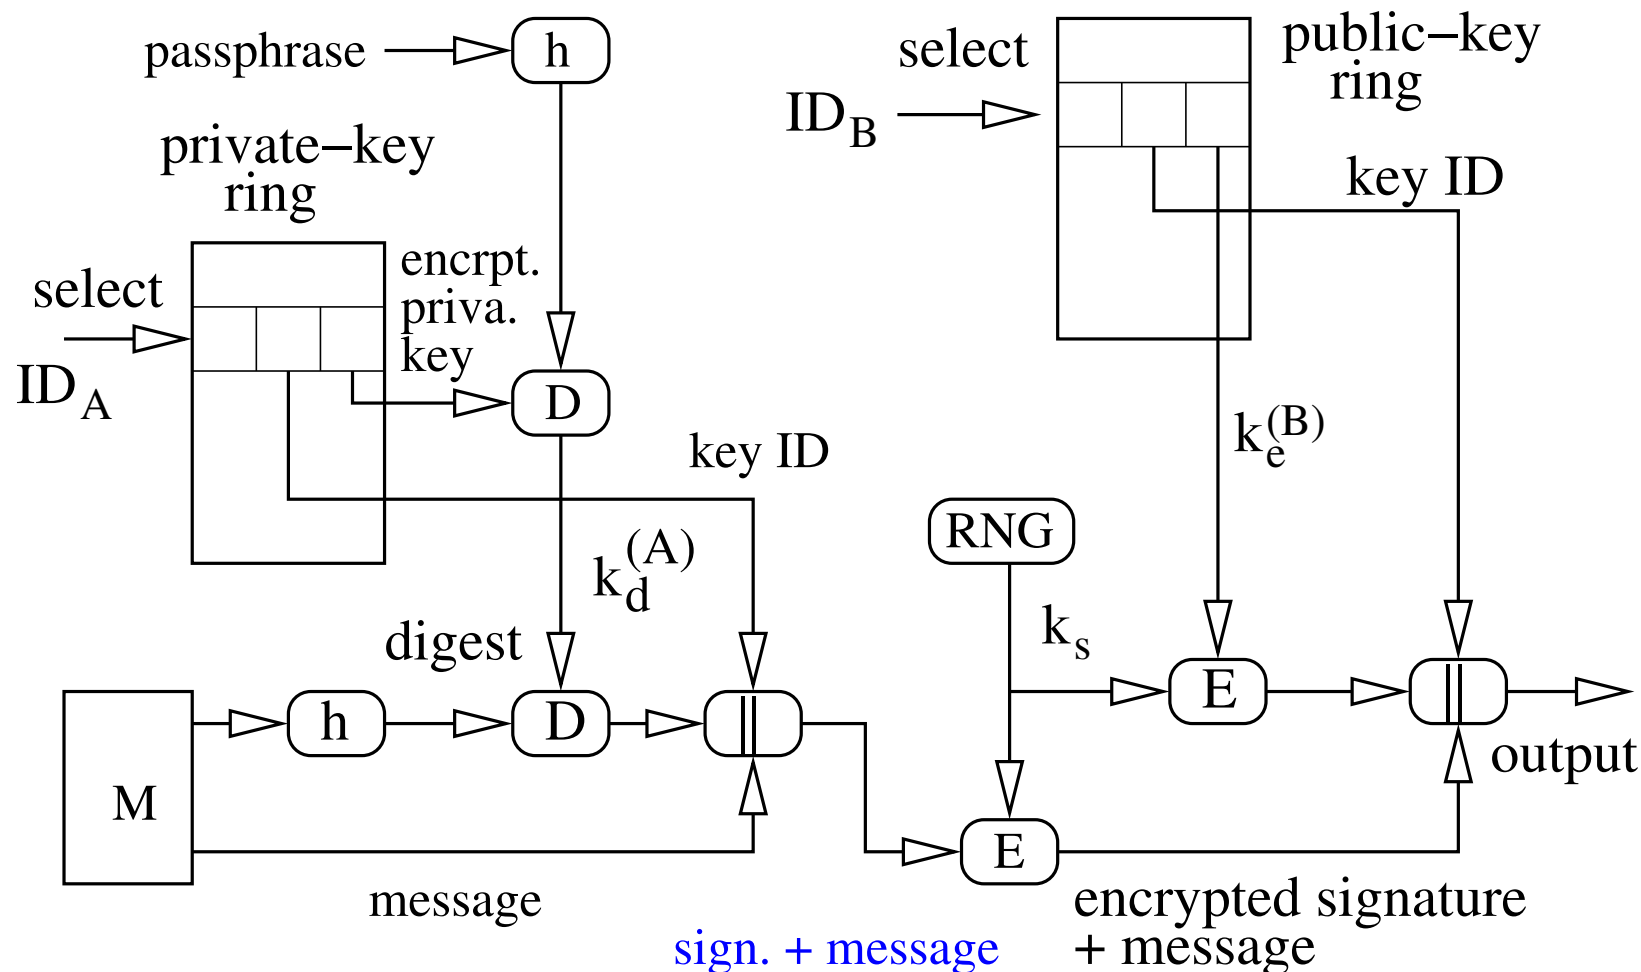 passphrase
h
select
public−key
ring
ID_B
private−key
ring
key ID
select
encrpt.
priva.
key
ID_A
D
k_e^(B)
key ID
RNG
k_d^(A)
k_s
digest
E
||
h
D
||
output
M
E
message
encrypted signature
+ message
sign. + message